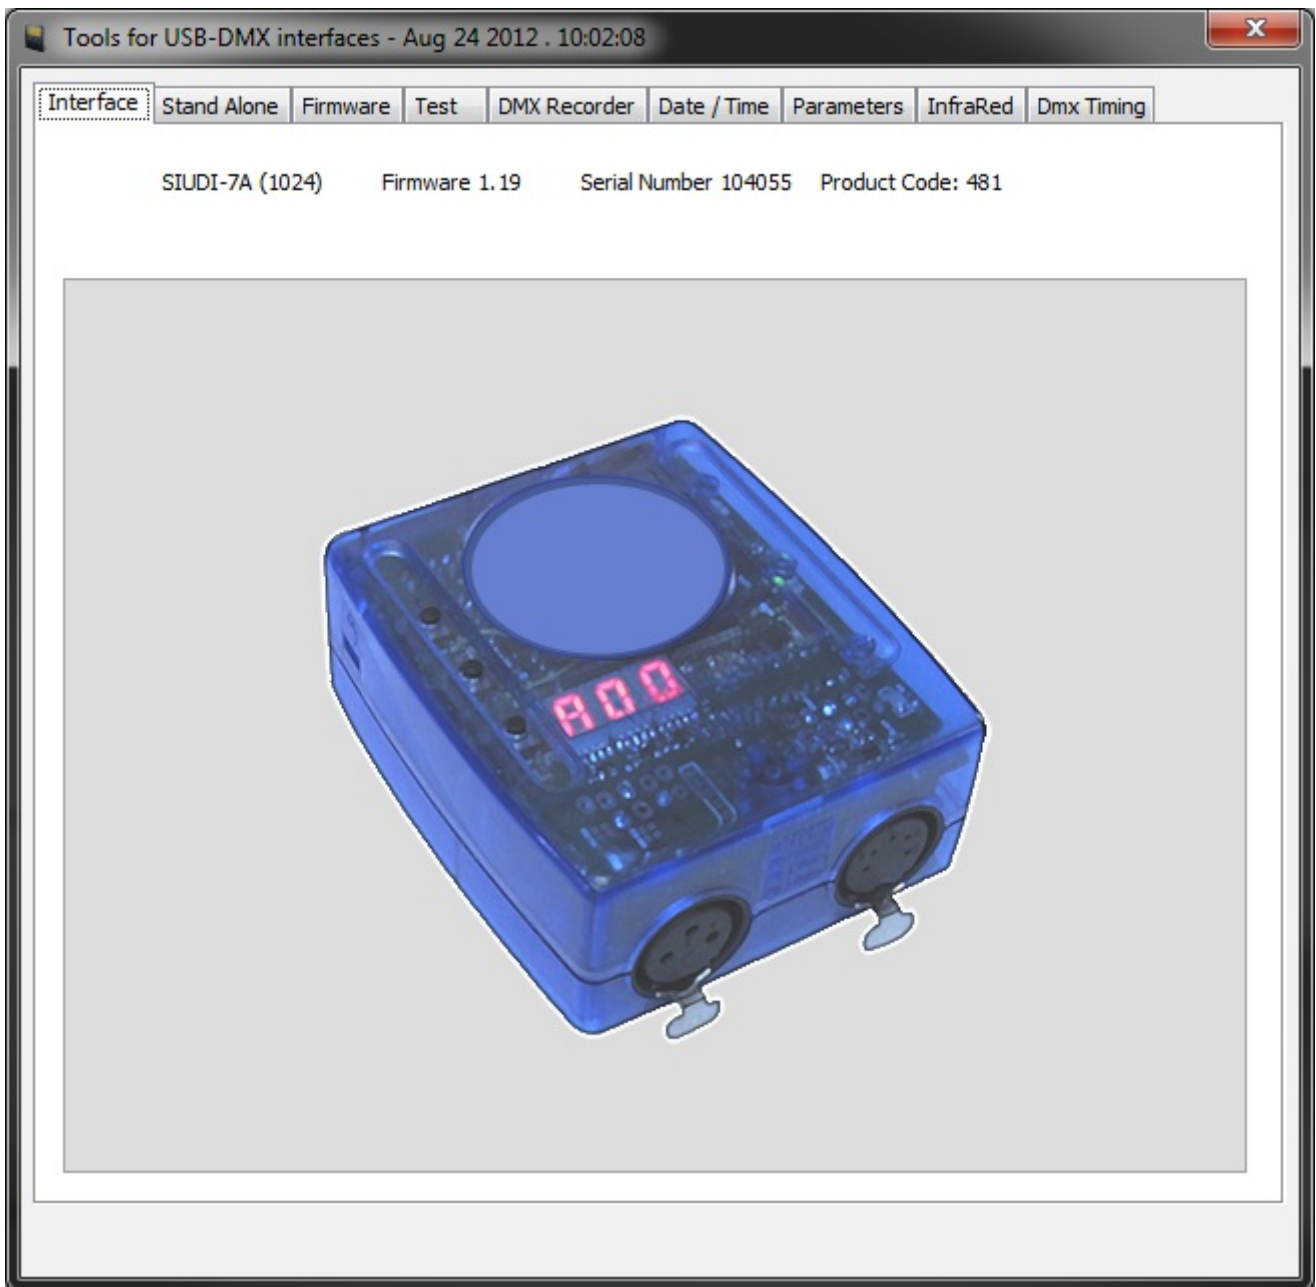 Tools for USB-DMX interfaces - Aug 24 2012 . 10:02:08
x
Interface Stand Alone Firmware Test DMX Recorder Date / Time Parameters InfraRed Dmx Timing
SIUDI-7A (1024) Firmware 1.19 Serial Number 104055 Product Code: 481
A00